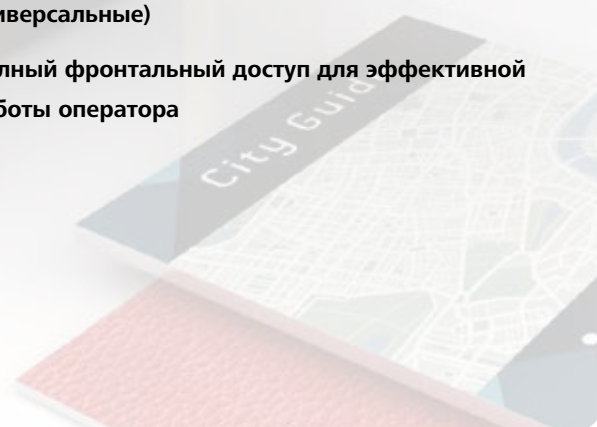 иверсальные)
лный фронтальный доступ для эффективной
боты оператора
City Guide